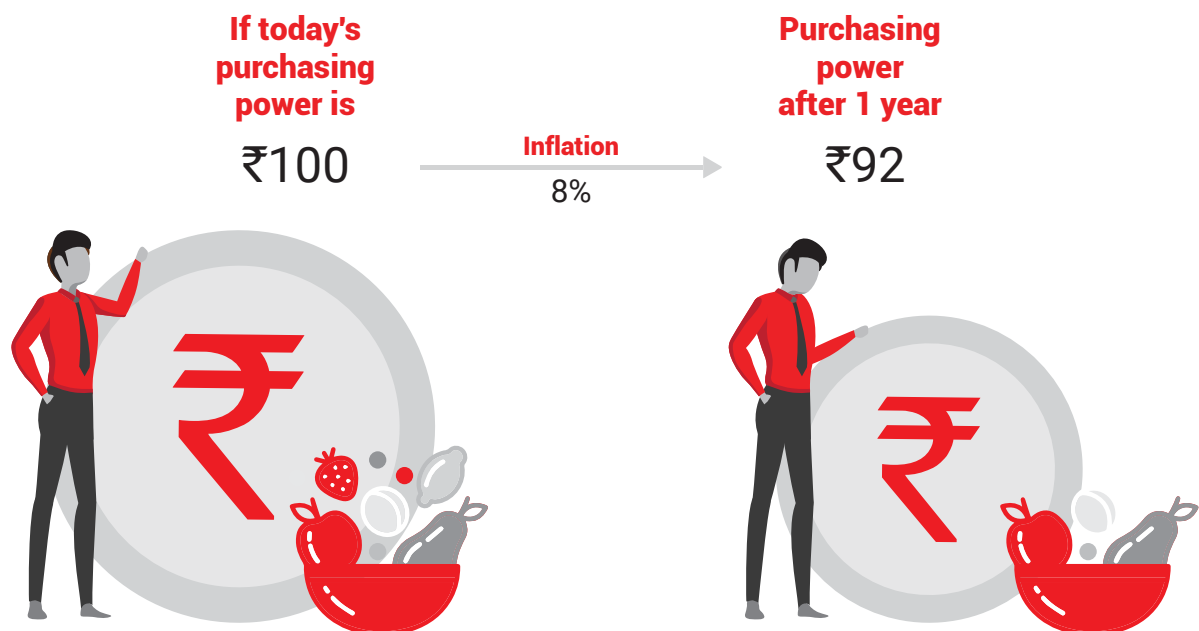 If today's
purchasing
power is
₹100
Inflation
8%
Purchasing
power
after 1 year
₹92
₹
₹